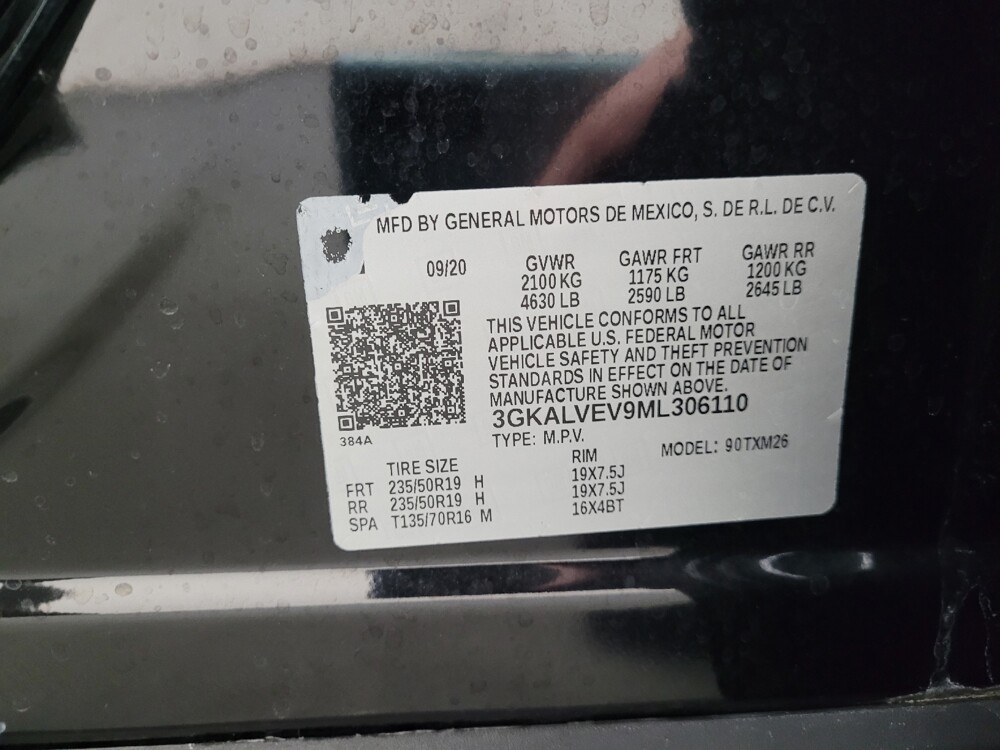 MFD BY GENERAL MOTORS DE MEXICO, S. DE R.L. DE C.V.
09/20 GVWR GAWR FRT GAWR RR
2100 KG 1175 KG 1200 KG
4630 LB 2590 LB 2645 LB
THIS VEHICLE CONFORMS TO ALL
APPLICABLE U.S. FEDERAL MOTOR
VEHICLE SAFETY AND THEFT PREVENTION
STANDARDS IN EFFECT ON THE DATE OF
MANUFACTURE SHOWN ABOVE.
3GKALVEV9ML306110
384A
TYPE: M.P.V. MODEL: 90TXM26
TIRE SIZE RIM
FRT 235/50R19 H 19X7.5J
RR 235/50R19 H 19X7.5J
SPA T135/70R16 M 16X4BT